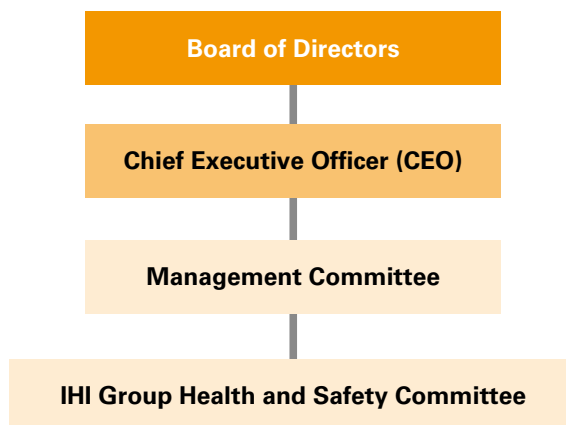 Board of Directors
Chief Executive Officer (CEO)
Management Committee
IHI Group Health and Safety Committee